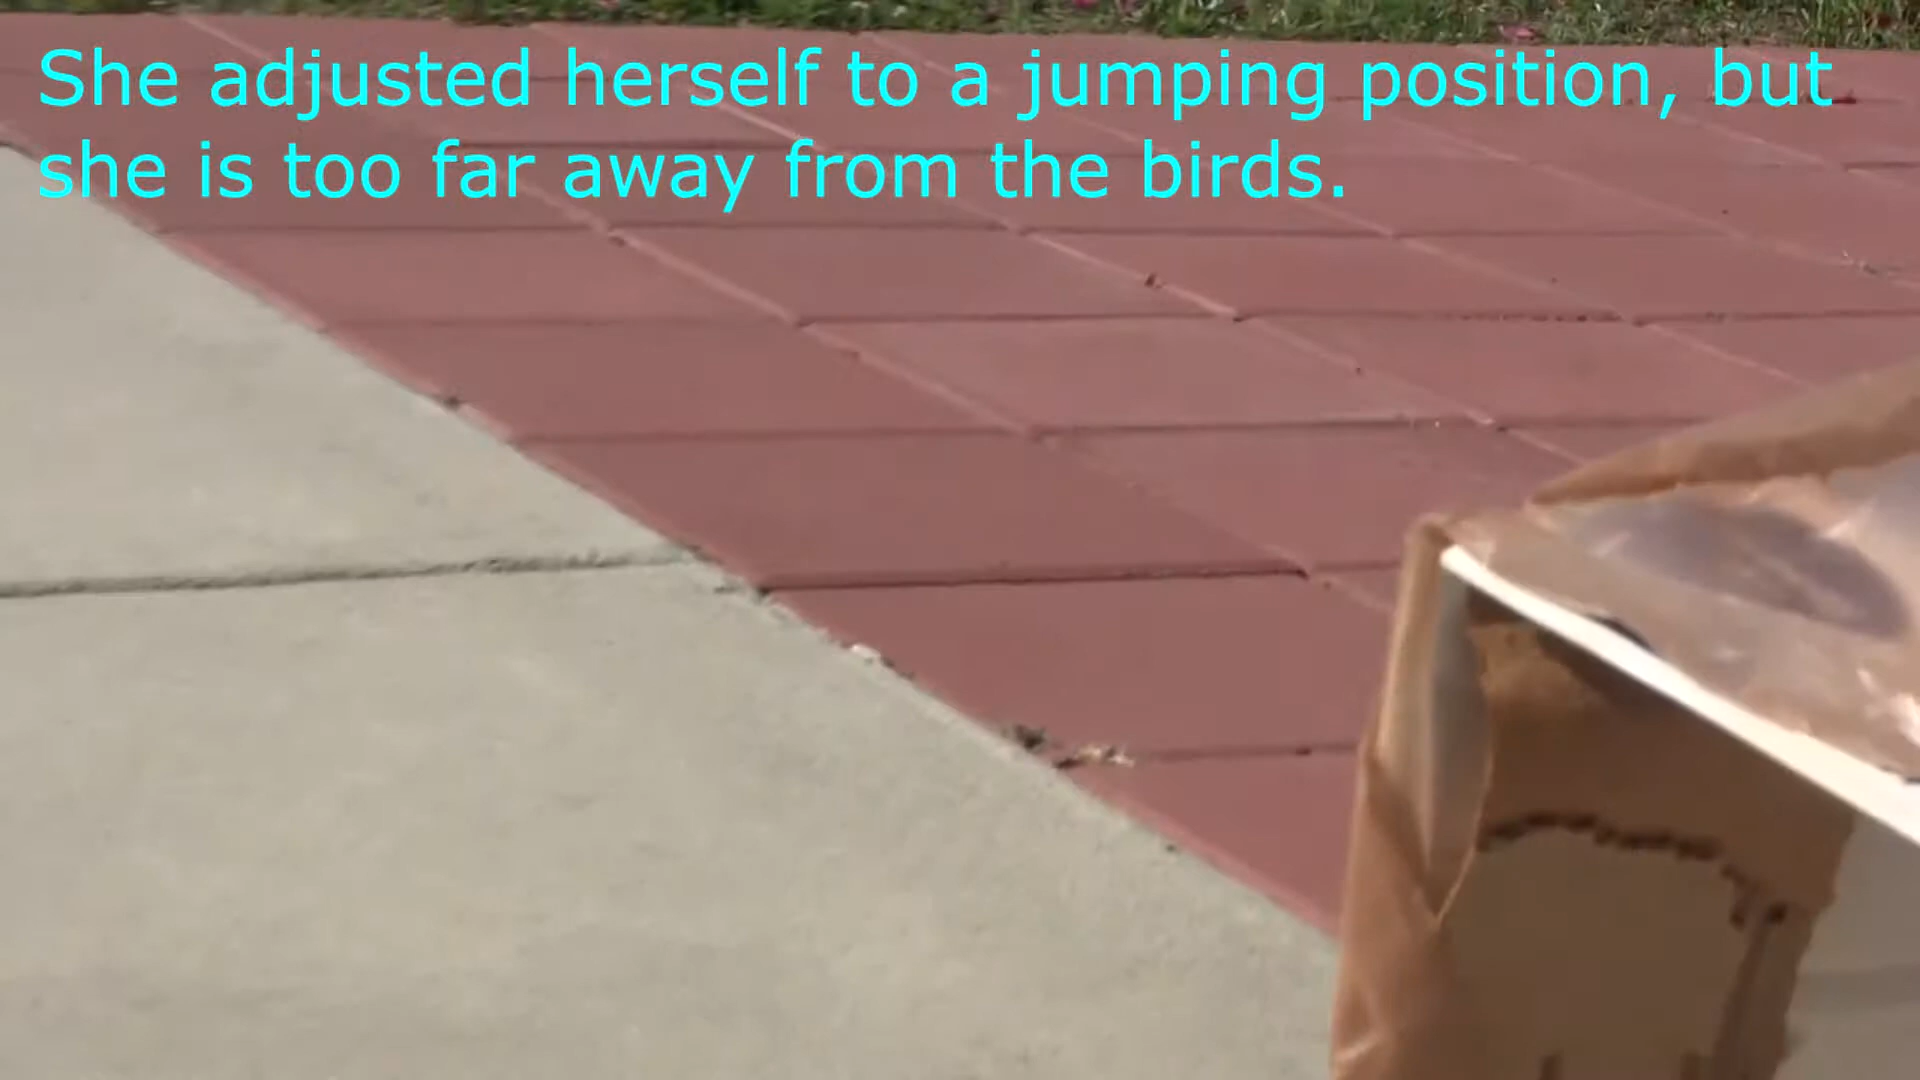 She adjusted herself to a jumping position, but
she is too far away from the birds.